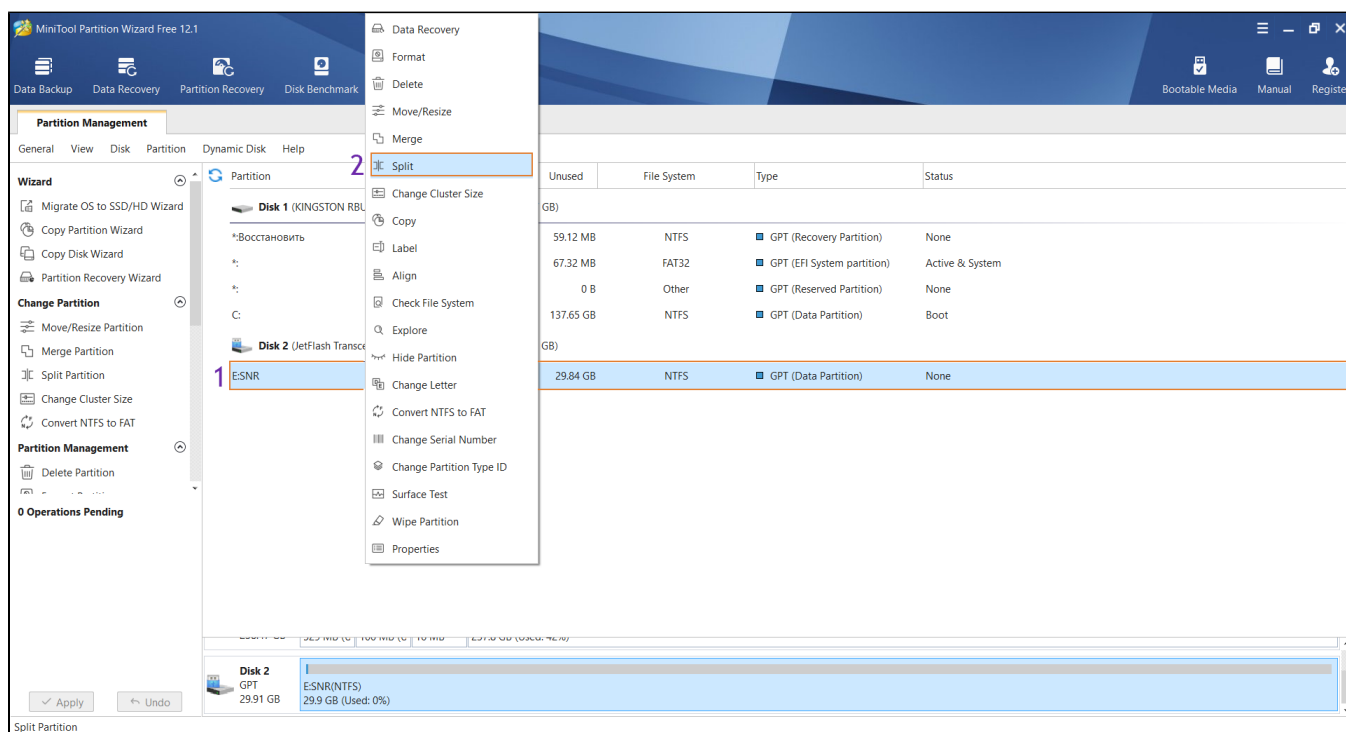 MiniTool Partition Wizard Free 12.1
Data Backup Data Recovery Partition Recovery Disk Benchmark Bootable Media Manual Registe
Partition Management
General View Disk Partition Dynamic Disk Help
Wizard
Migrate OS to SSD/HD Wizard
Copy Partition Wizard
Copy Disk Wizard
Partition Recovery Wizard
Change Partition
Move/Resize Partition
Merge Partition
Split Partition
Change Cluster Size
Convert NTFS to FAT
Partition Management
Delete Partition
0 Operations Pending
Apply Undo
Split Partition
Data Recovery
Format
Delete
Move/Resize
Merge
2 Split
Change Cluster Size
Copy
Label
Align
Check File System
Explore
Hide Partition
Change Letter
Convert NTFS to FAT
Change Serial Number
Change Partition Type ID
Surface Test
Wipe Partition
Properties
Partition Unused File System Type Status
Disk 1 (KINGSTON RBU GB)
*:Восстановить 59.12 MB NTFS GPT (Recovery Partition) None
*: 67.32 MB FAT32 GPT (EFI System partition) Active & System
*: 0 B Other GPT (Reserved Partition) None
C: 137.65 GB NTFS GPT (Data Partition) Boot
Disk 2 (JetFlash Transce GB)
1 E:SNR 29.84 GB NTFS GPT (Data Partition) None
Disk 2
GPT
29.91 GB
E:SNR(NTFS)
29.9 GB (Used: 0%)